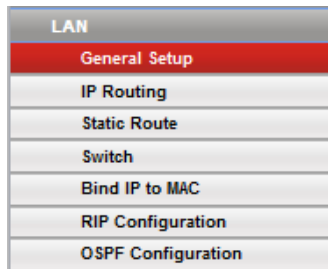 LAN
General Setup
IP Routing
Static Route
Switch
Bind IP to MAC
RIP Configuration
OSPF Configuration